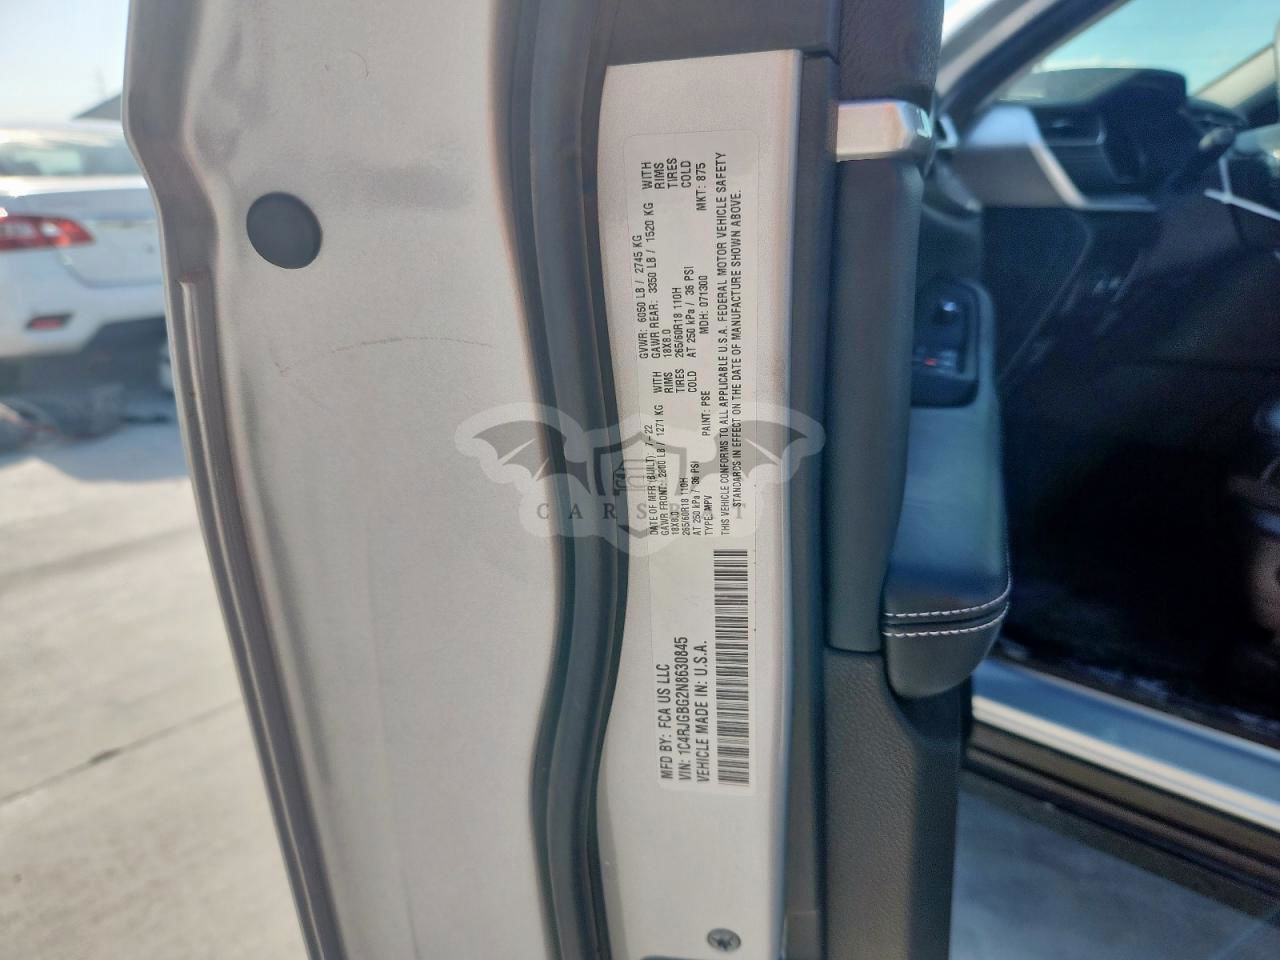 MFD BY: FCA US LLC
VIN: 1C4RJGBG2N8630845
VEHICLE MADE IN: U.S.A.
DATE OF MFR (BUILT): 7-22 GVWR: 6050 LB / 2745 KG
GAWR FRONT: 2800 LB / 1271 KG WITH GAWR REAR: 3350 LB / 1520 KG WITH
18X8.0 RIMS 18X8.0 RIMS
265/60R18 110H TIRES 265/60R18 110H TIRES
AT 250 kPa / 36 PSI COLD AT 250 kPa / 36 PSI COLD
TYPE: MPV PAINT: PSE MDH: 071300 MKT: 875
THIS VEHICLE CONFORMS TO ALL APPLICABLE U.S.A. FEDERAL MOTOR VEHICLE SAFETY
STANDARDS IN EFFECT ON THE DATE OF MANUFACTURE SHOWN ABOVE.